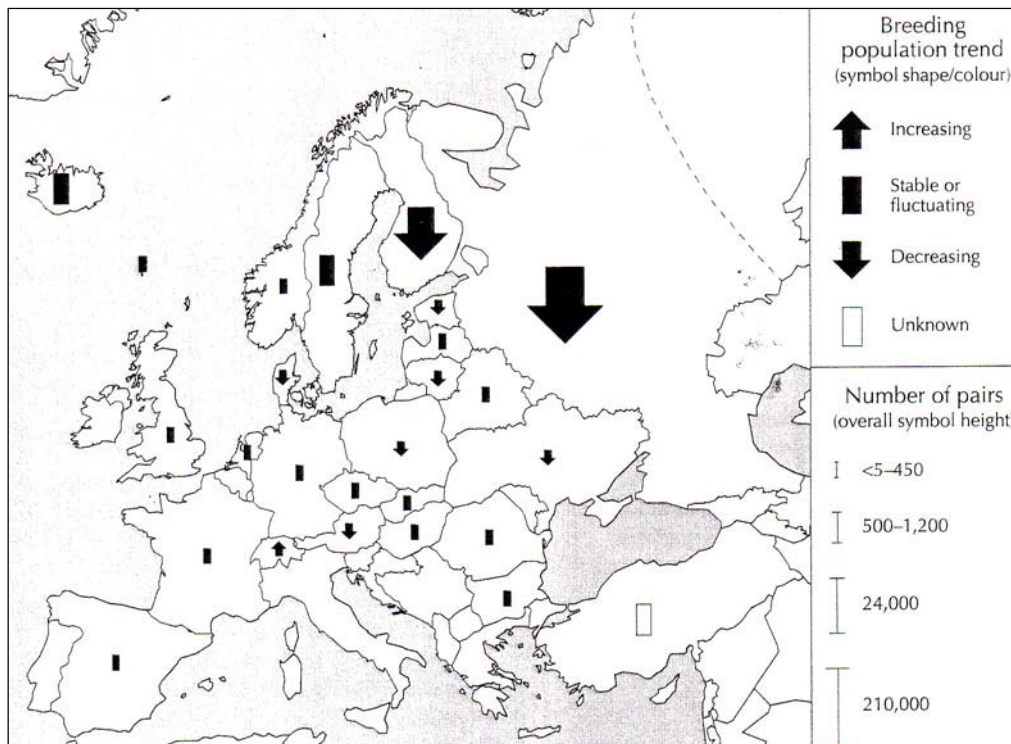 Breeding
population trend
(symbol shape/colour)
Increasing
Stable or
fluctuating
Decreasing
Unknown
Number of pairs
(overall symbol height)
<5–450
500–1,200
24,000
210,000